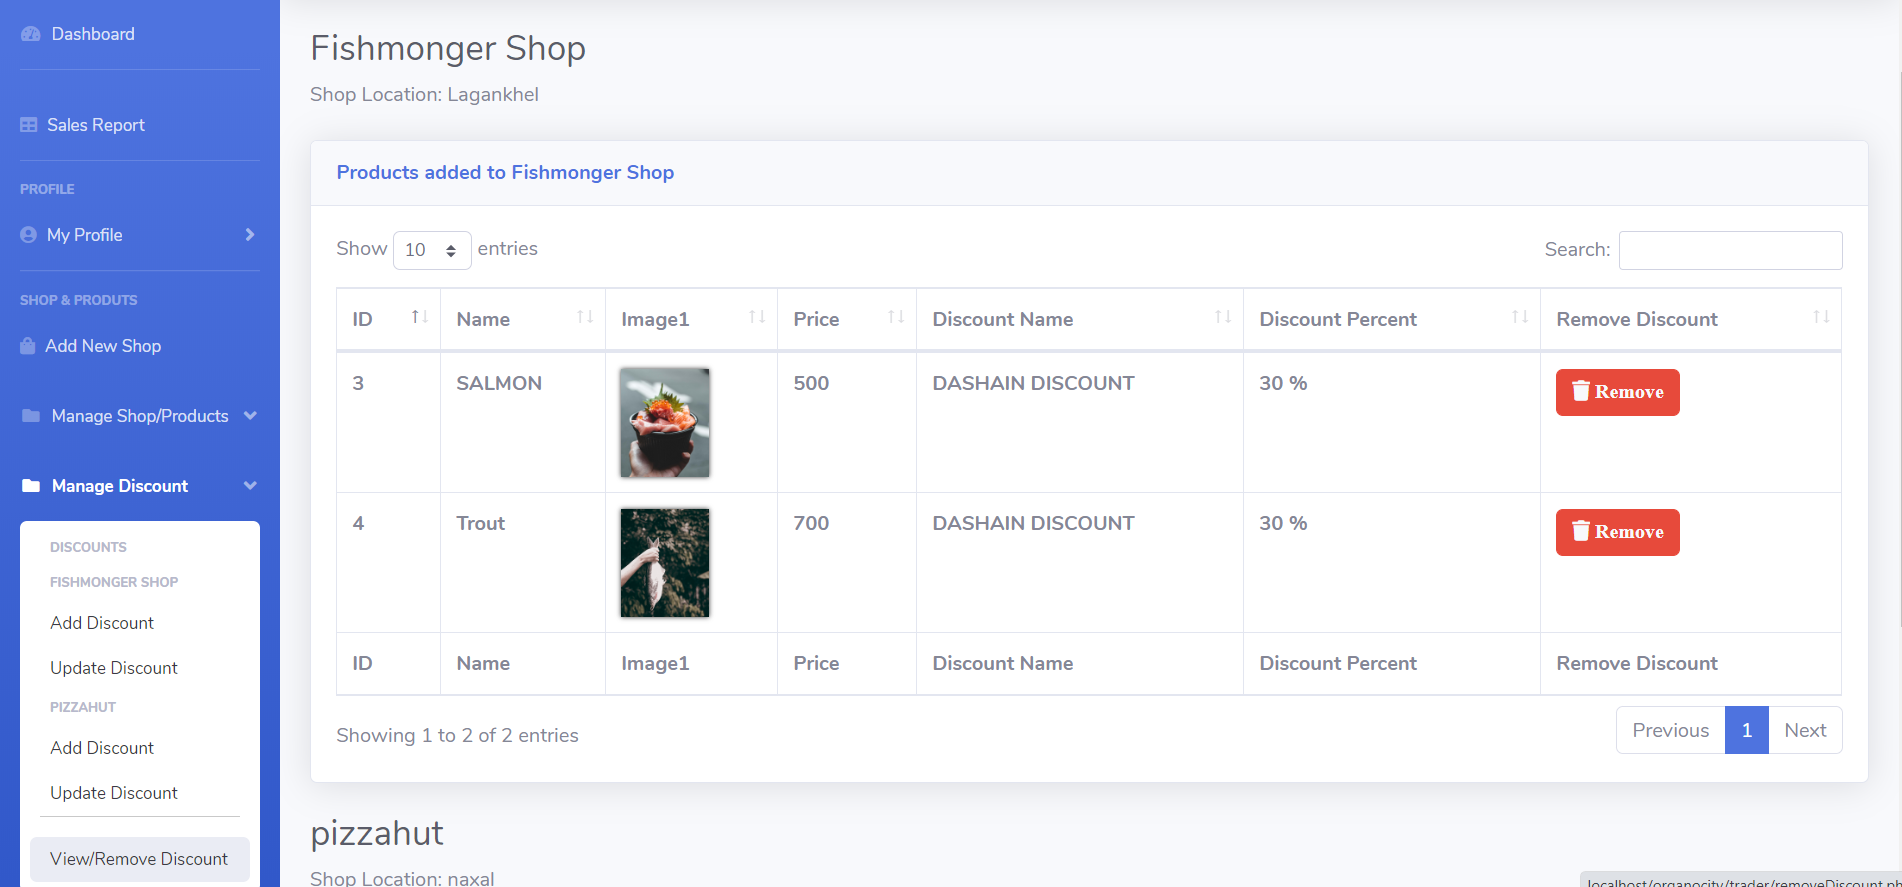 Dashboard
Sales Report
PROFILE
My Profile
SHOP & PRODUTS
Add New Shop
Manage Shop/Products
Manage Discount
DISCOUNTS
FISHMONGER SHOP
Add Discount
Update Discount
PIZZAHUT
Add Discount
Update Discount
View/Remove Discount
Fishmonger Shop
Shop Location: Lagankhel
Products added to Fishmonger Shop
Show 10 entries
Search:
ID Name Image1 Price Discount Name Discount Percent Remove Discount
3 SALMON 500 DASHAIN DISCOUNT 30 % Remove
4 Trout 700 DASHAIN DISCOUNT 30 % Remove
ID Name Image1 Price Discount Name Discount Percent Remove Discount
Showing 1 to 2 of 2 entries
Previous 1 Next
pizzahut
Shop Location: naxal
localhost/organocity/trader/removeDiscount.ph